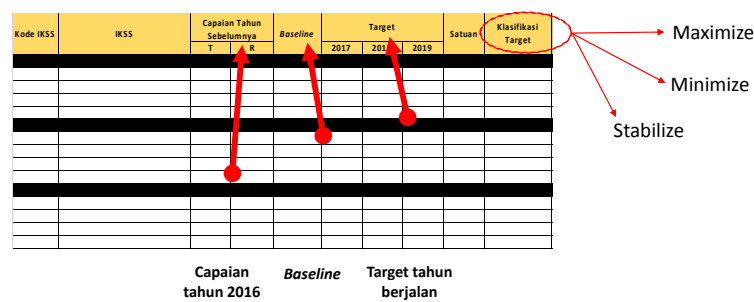 Kode IKSS
IKSS
Capaian Tahun
Sebelumnya
T
R
Baseline
Target
2017
2018
2019
Satuan
Klasifikasi
Target
Maximize
Minimize
Stabilize
Capaian
tahun 2016
Baseline
Target tahun
berjalan